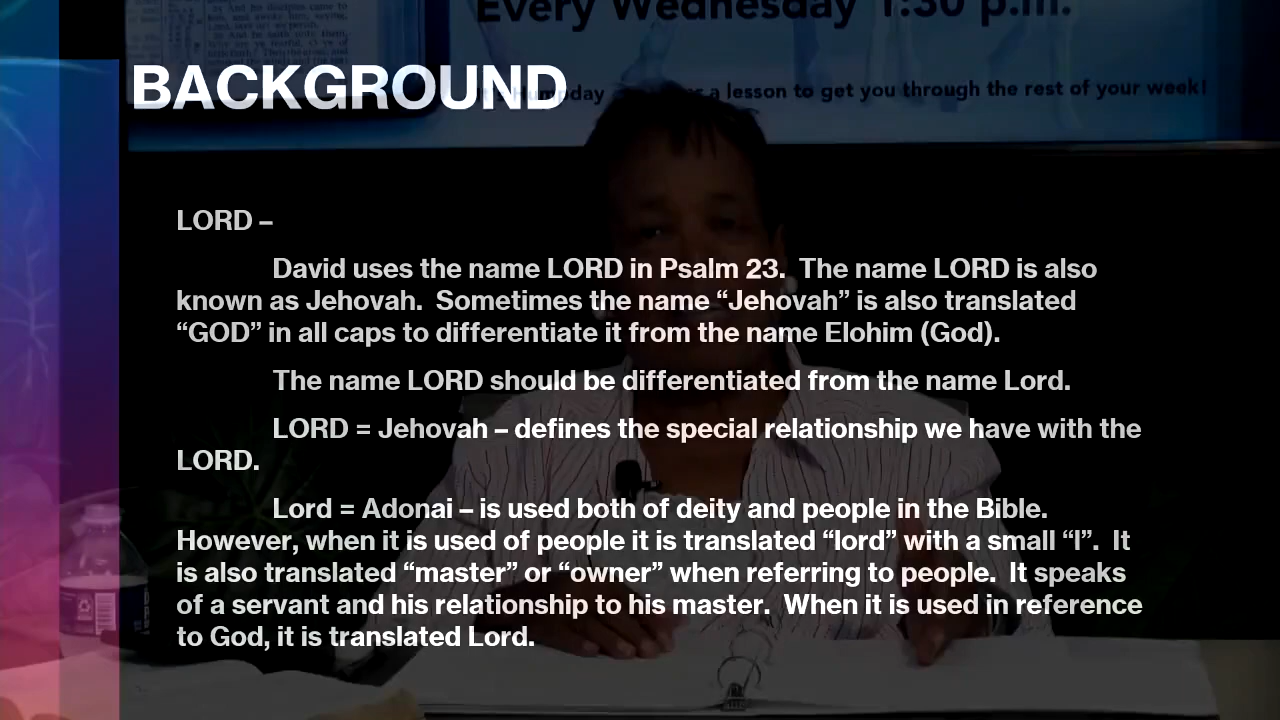 Every Wednesday 1:30 p.m.
BACKGROUND
a lesson to get you through the rest of your week!
LORD –
David uses the name LORD in Psalm 23. The name LORD is also
known as Jehovah. Sometimes the name “Jehovah” is also translated
“GOD” in all caps to differentiate it from the name Elohim (God).
The name LORD should be differentiated from the name Lord.
LORD = Jehovah – defines the special relationship we have with the
LORD.
Lord = Adonai – is used both of deity and people in the Bible.
However, when it is used of people it is translated “lord” with a small “l”. It
is also translated “master” or “owner” when referring to people. It speaks
of a servant and his relationship to his master. When it is used in reference
to God, it is translated Lord.